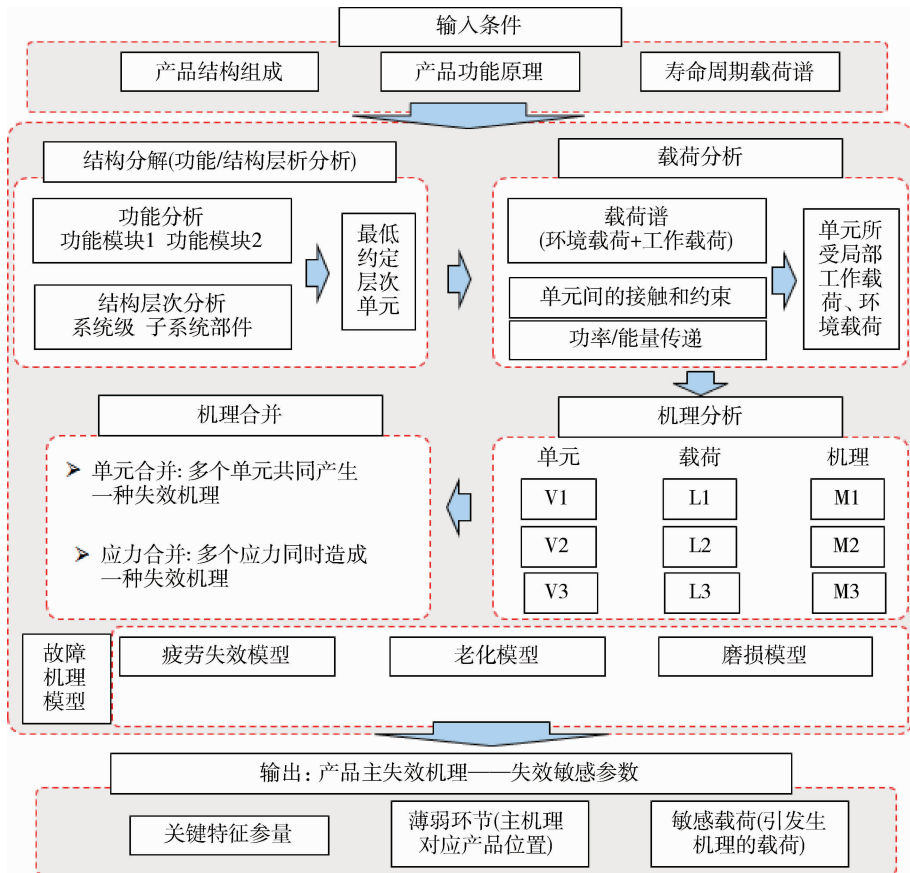 输入条件
产品结构组成
产品功能原理
寿命周期载荷谱
结构分解(功能/结构层析分析)
功能分析
功能模块1 功能模块2
结构层次分析
系统级 子系统部件
最低
约定
层次
单元
载荷分析
载荷谱
(环境载荷+工作载荷)
单元间的接触和约束
功率/能量传递
单元所
受局部
工作载
荷、环
境载荷
机理合并
单元合并: 多个单元共同产生
一种失效机理
应力合并: 多个应力同时造成
一种失效机理
机理分析
单元 载荷 机理
V1 L1 M1
V2 L2 M2
V3 L3 M3
故障
机理
模型
疲劳失效模型
老化模型
磨损模型
输出: 产品主失效机理——失效敏感参数
关键特征参量
薄弱环节(主机理
对应产品位置)
敏感载荷(引发生
机理的载荷)